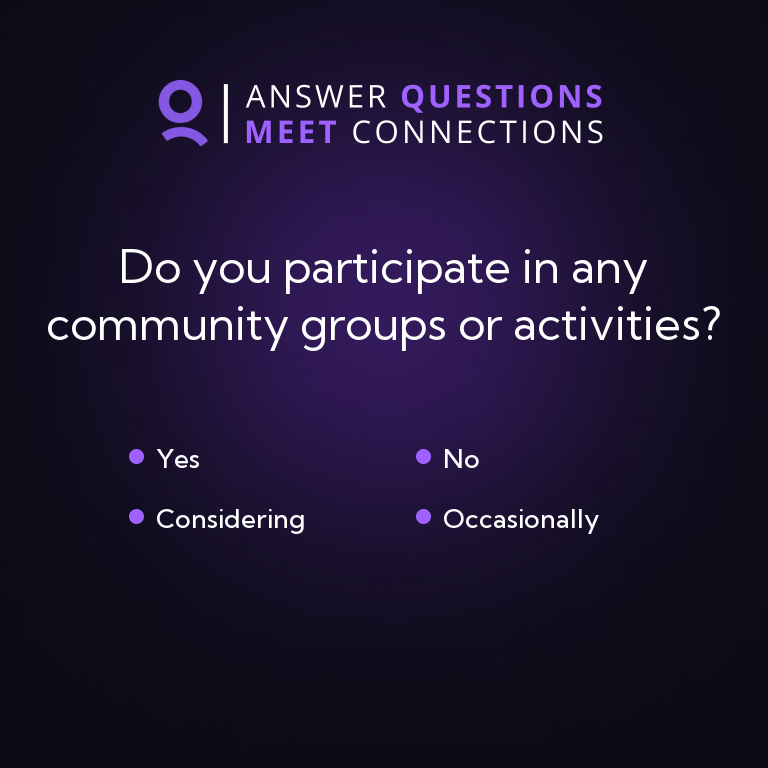 ANSWER QUESTIONS
MEET CONNECTIONS
Do you participate in any
community groups or activities?
Yes
No
Considering
Occasionally